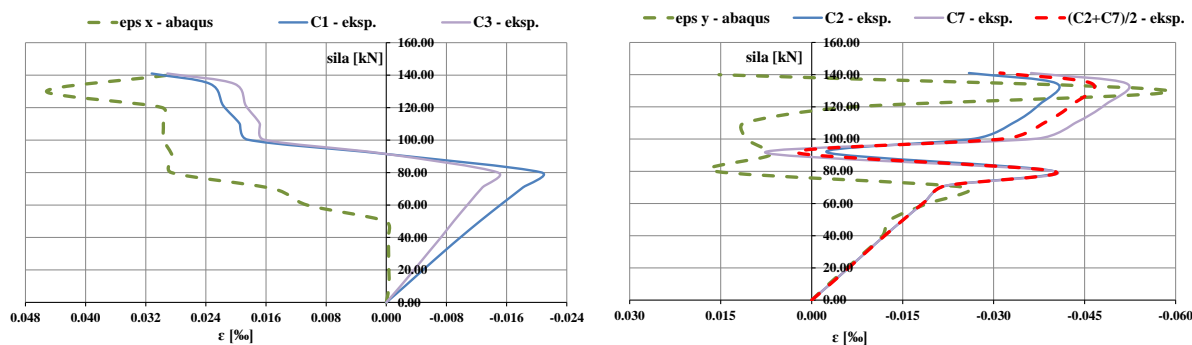 eps x - abaqus C1 - eksp. C3 - eksp.
sila [kN]
160.00
140.00
120.00
100.00
80.00
60.00
40.00
20.00
0.00
0.048 0.040 0.032 0.024 0.016 0.008 0.000 -0.008 -0.016 -0.024
ε [‰]
eps y - abaqus C2 - eksp. C7 - eksp. (C2+C7)/2 - eksp.
sila [kN]
160.00
140.00
120.00
100.00
80.00
60.00
40.00
20.00
0.00
0.030 0.015 0.000 -0.015 -0.030 -0.045 -0.060
ε [‰]